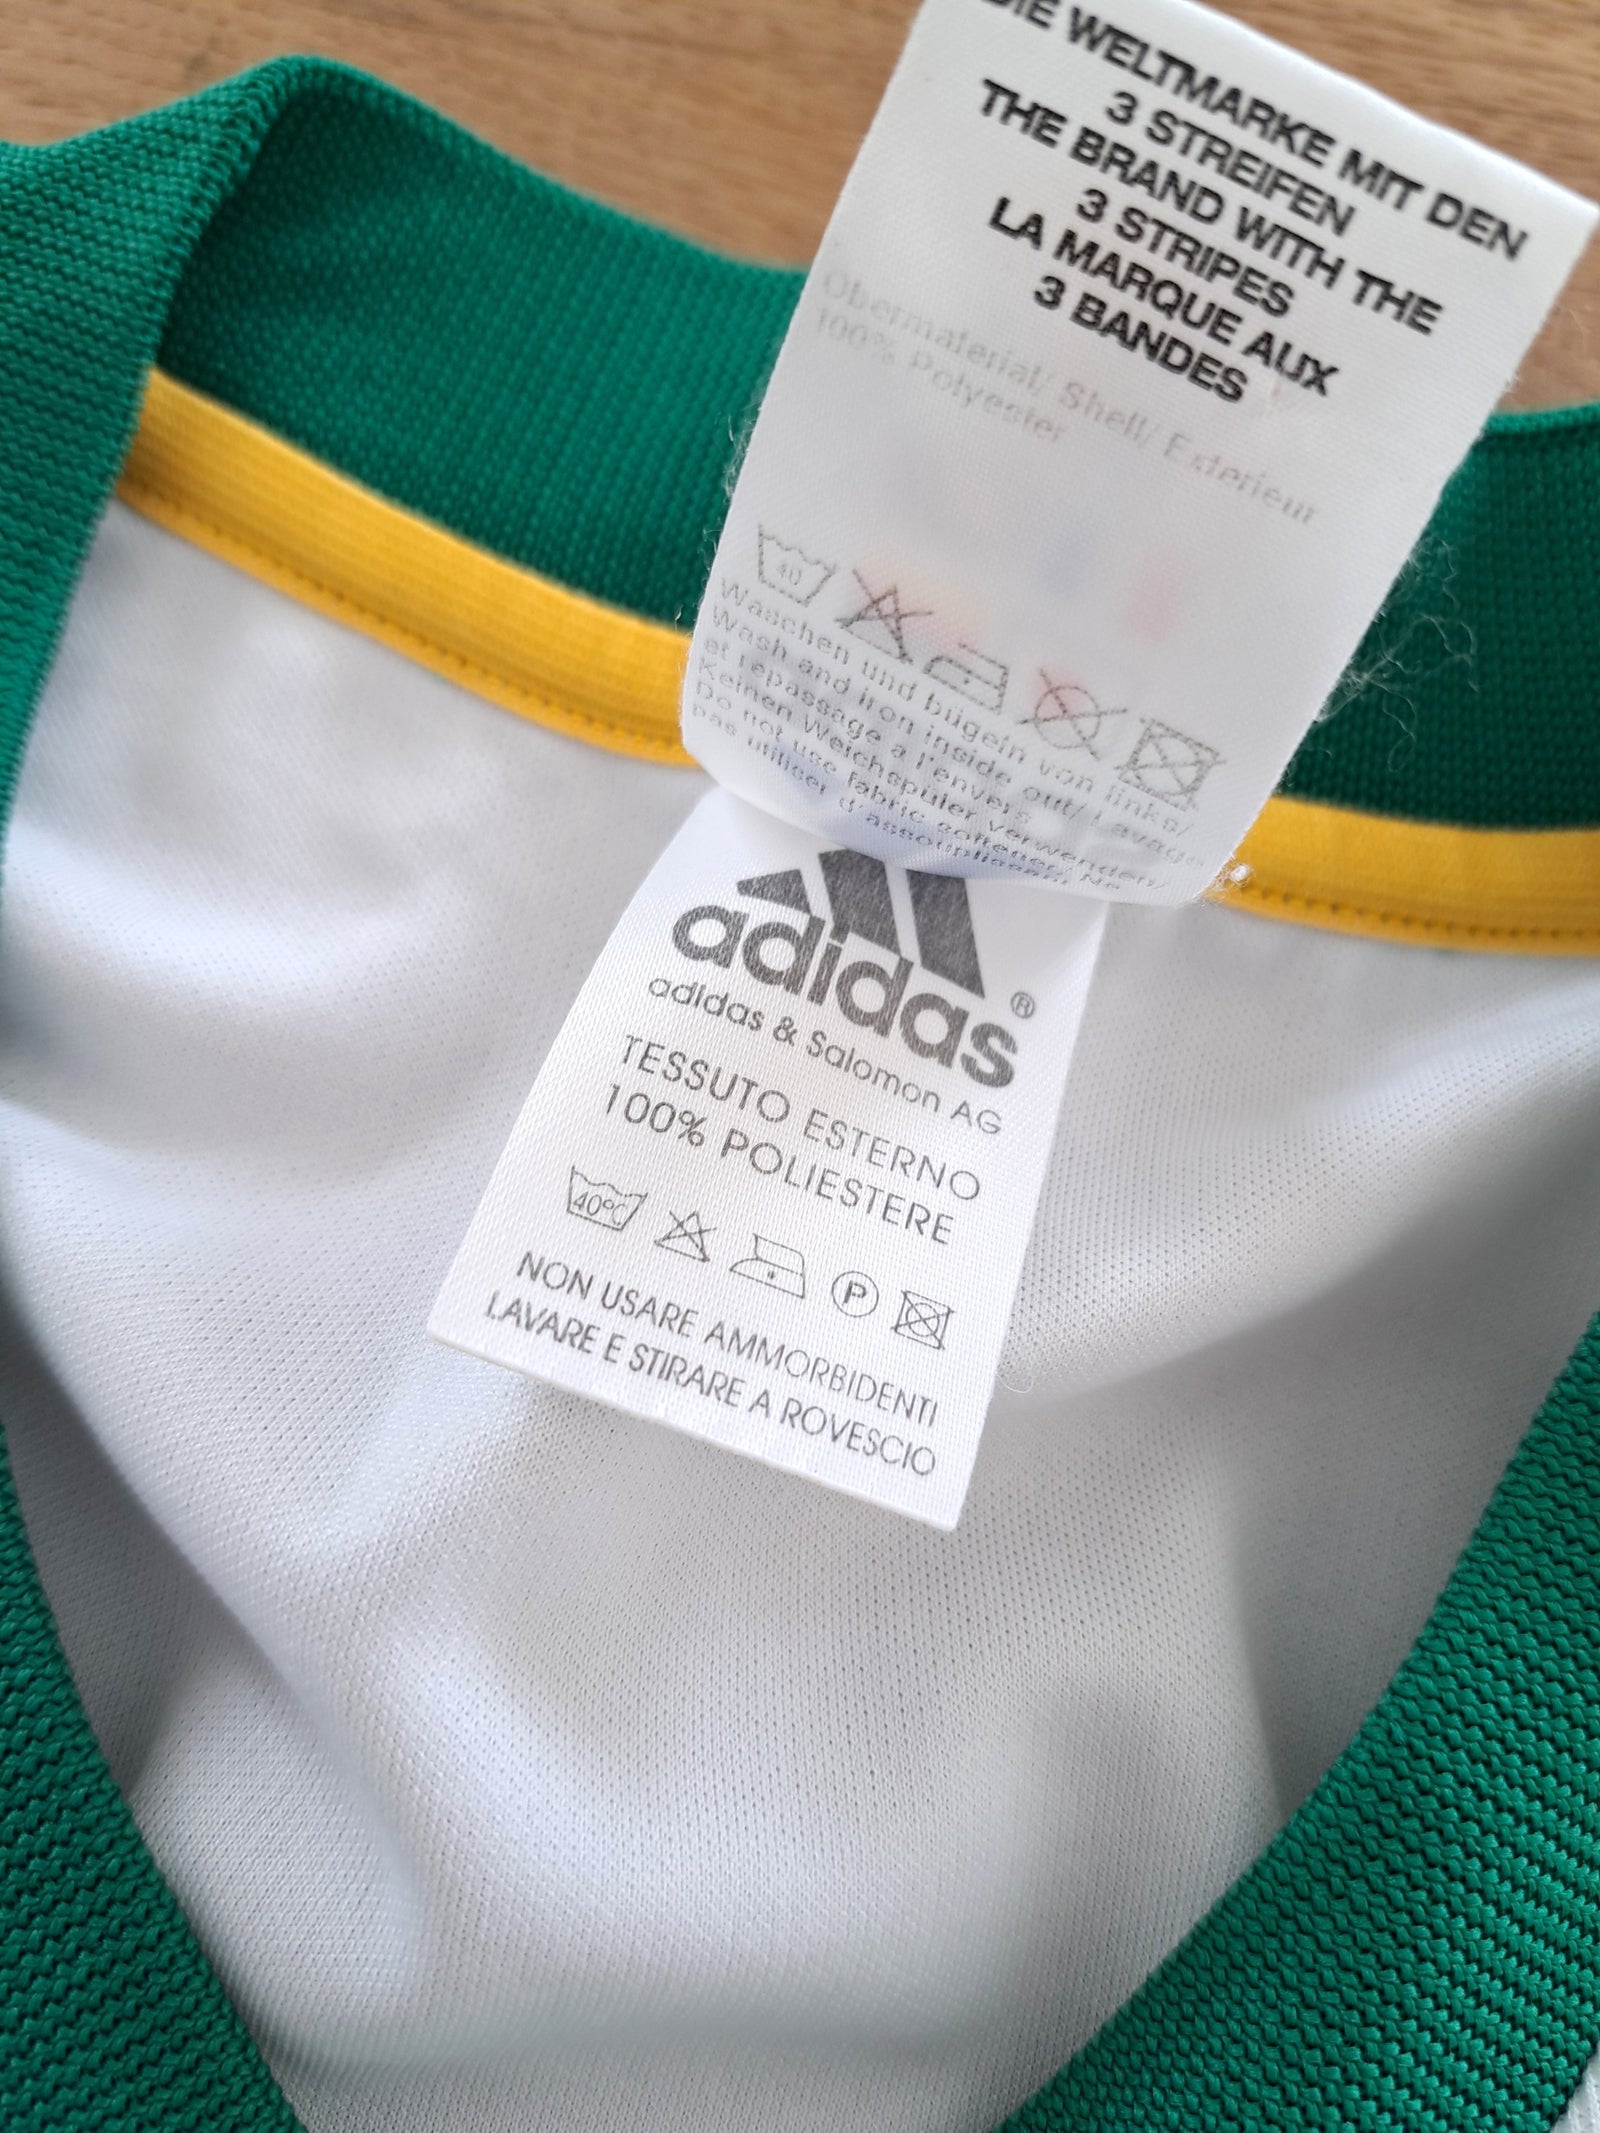 DIE WELTMARKE MIT DEN
3 STREIFEN
THE BRAND WITH THE
3 STRIPES
LA MARQUE AUX
3 BANDES
Obermaterial/ Shell/ Exterieur
100% Polyester
40
Waschen und bügeln von links/
Wash and iron inside out/ Lavage
et repassage a l'envers
Keinen Weichspüler verwenden/
Do not use fabric softener/ Ne
pas utiliser d'assouplissant
adidas®
adidas & Salomon AG
TESSUTO ESTERNO
100% POLIESTERE
40°C
P
NON USARE AMMORBIDENTI
LAVARE E STIRARE A ROVESCIO